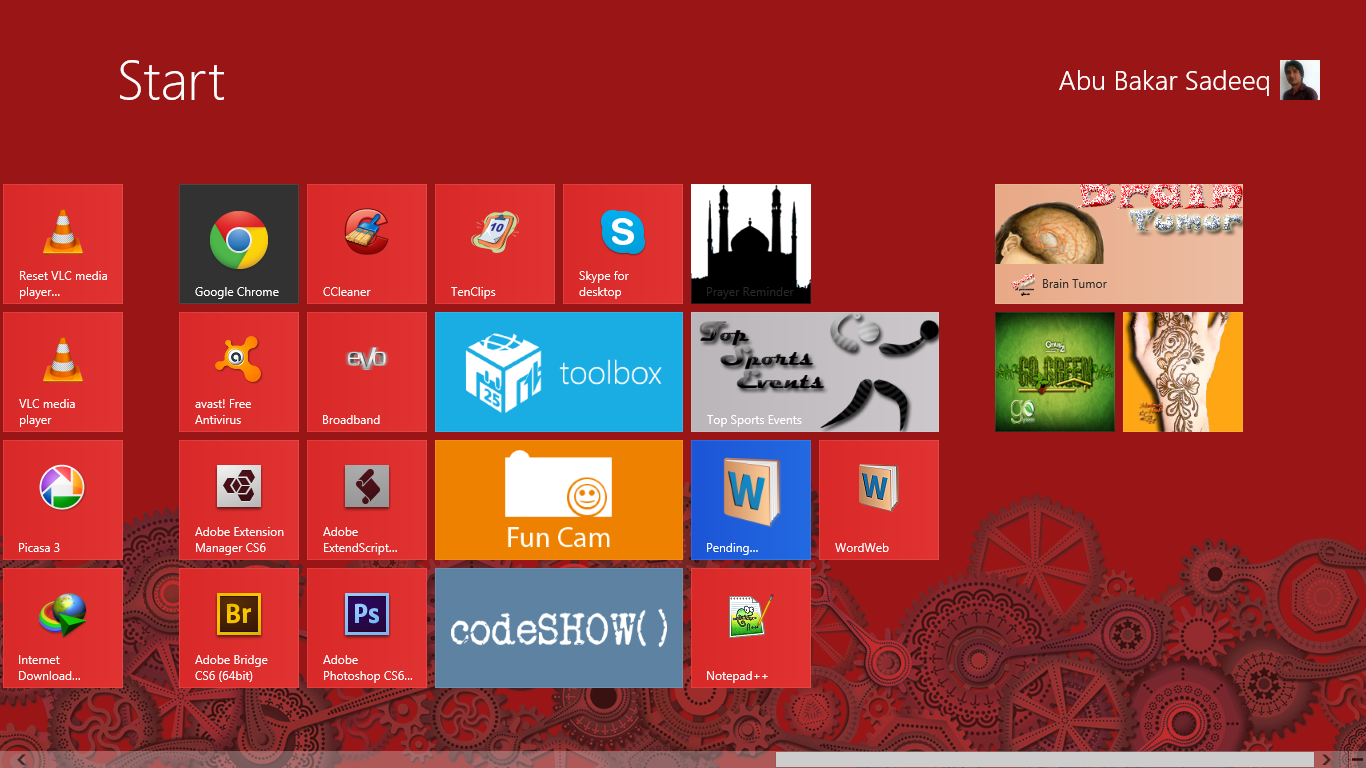 Start
Abu Bakar Sadeeq
Reset VLC media
player...
Google Chrome
CCleaner
10
TenClips
S
Skype for
desktop
Prayer Reminder
Brain
Tumor
Brain Tumor
VLC media
player
a
avast! Free
Antivirus
evo
Broadband
25
toolbox
Top
Sports
Events
Top Sports Events
GO GREEN
go
Picasa 3
Adobe Extension
Manager CS6
Adobe
ExtendScript...
Fun Cam
W
Pending...
W
WordWeb
Internet
Download...
Br
Adobe Bridge
CS6 (64bit)
Ps
Adobe
Photoshop CS6...
codeSHOW()
Notepad++